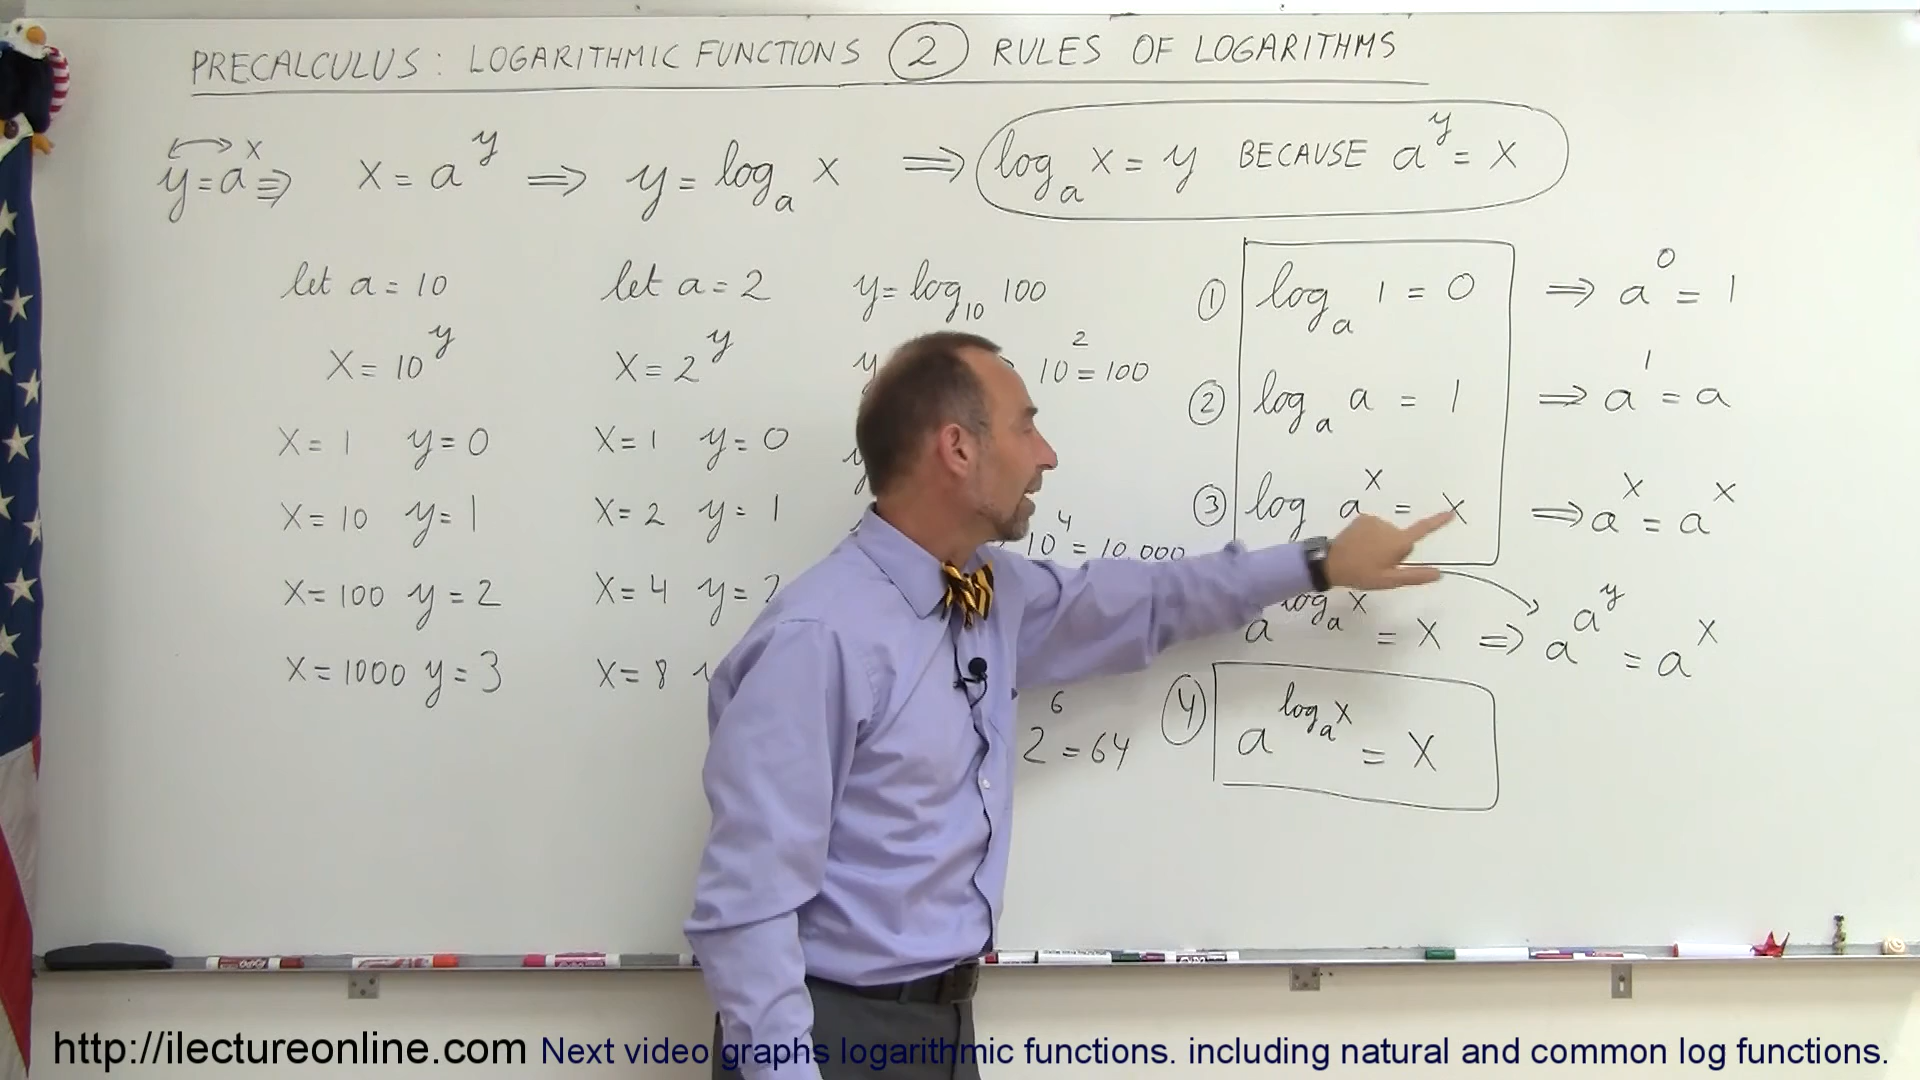 PRECALCULUS: LOGARITHMIC FUNCTIONS ② RULES OF LOGARITHMS
y=a^x ⇒ x = a^y ⇒ y = log_a x ⇒ log_a x = y BECAUSE a^y = x
let a = 10
x = 10^y
x = 1 y = 0
x = 10 y = 1
x = 100 y = 2
x = 1000 y = 3
let a = 2
x = 2^y
x = 1 y = 0
x = 2 y = 1
x = 4 y = 2
x = 8
y = log_10 100
y 10^2 = 100
10^4 = 10,000
2^6 = 64
① log_a 1 = 0 ⇒ a^0 = 1
② log_a a = 1 ⇒ a^1 = a
③ log a^x = x ⇒ a^x = a^x
a^(log_a x) = x ⇒ a^(a^y) = a^x
④ a^(log_a x) = x
http://ilectureonline.com Next video graphs logarithmic functions. including natural and common log functions.